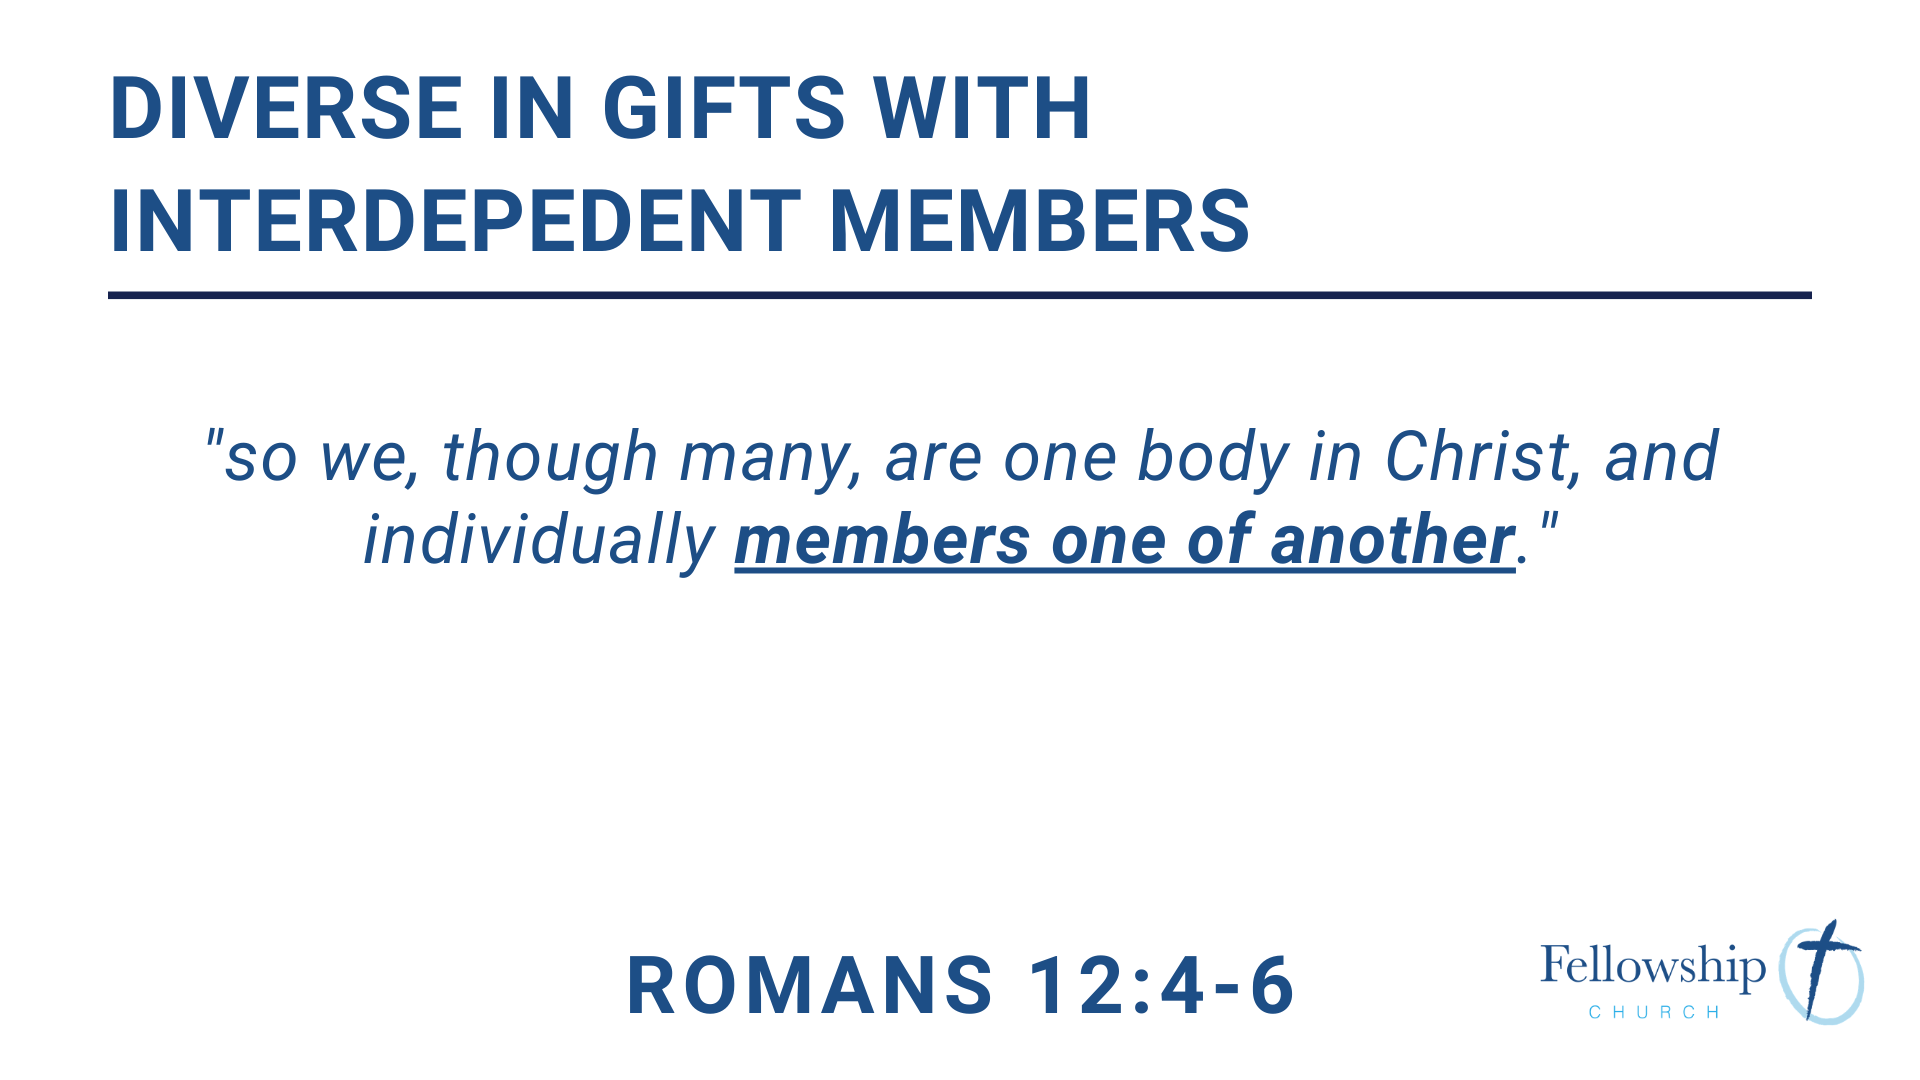 DIVERSE IN GIFTS WITH
INTERDEPEDENT MEMBERS
"so we, though many, are one body in Christ, and
individually members one of another."
ROMANS 12:4-6
Fellowship
CHURCH